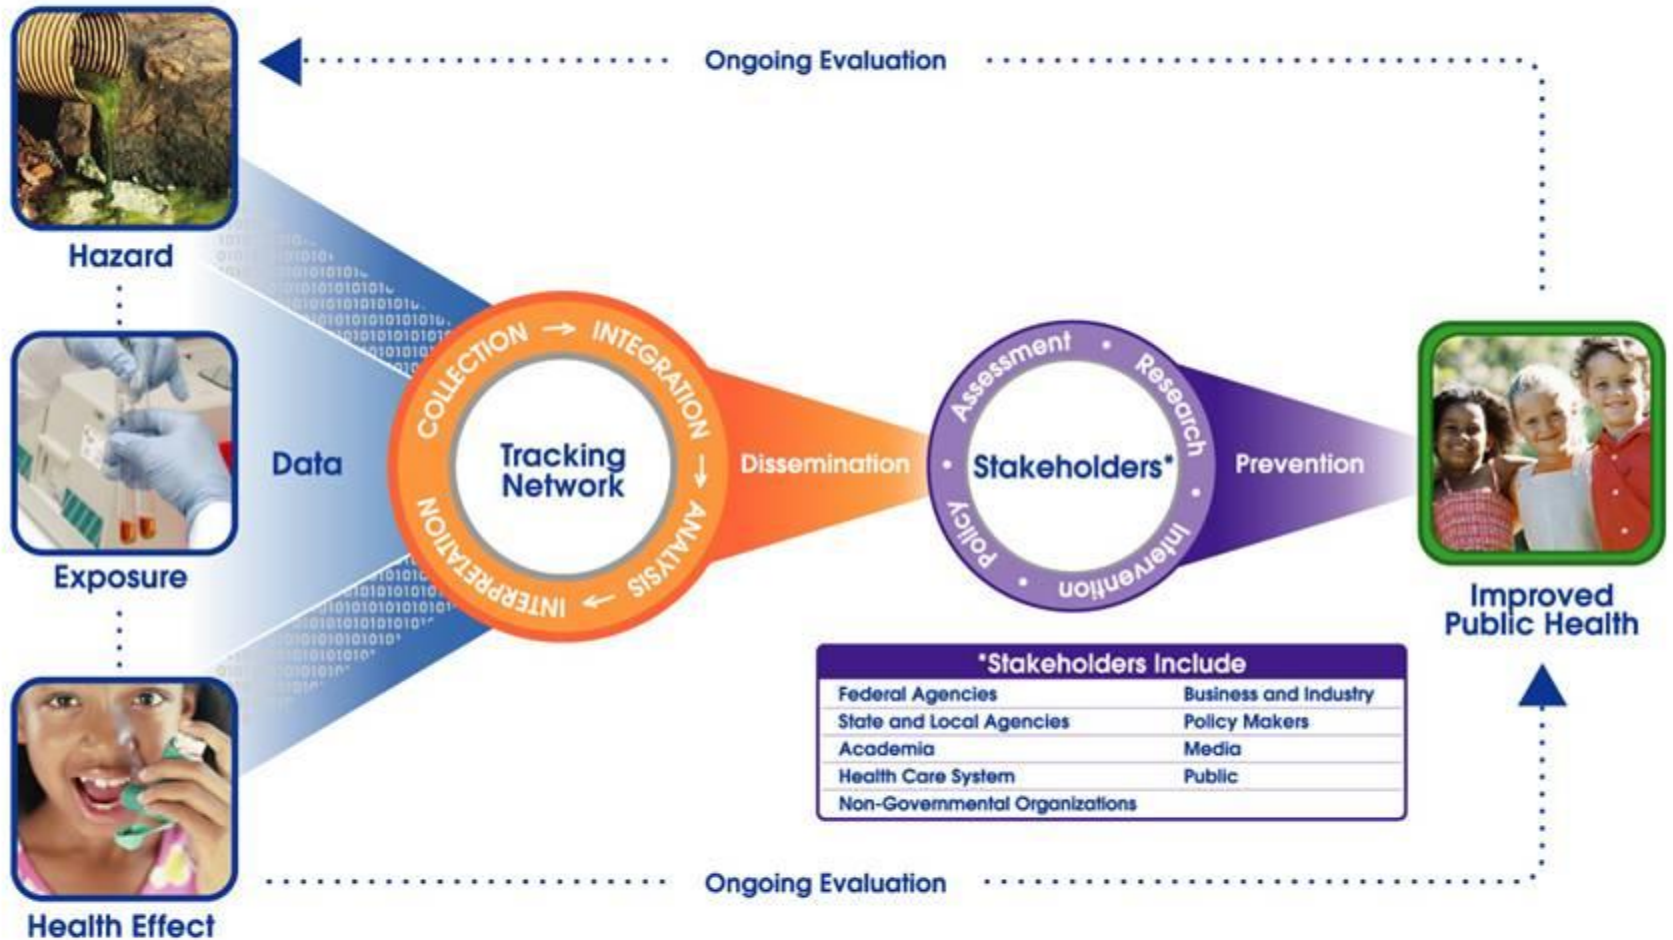 Ongoing Evaluation
Hazard
Exposure
Health Effect
Data
COLLECTION → INTEGRATION → ANALYSIS → INTERPRETATION
Tracking
Network
Dissemination
Assessment • Research • Intervention • Policy •
Stakeholders*
Prevention
Improved
Public Health
*Stakeholders Include
Federal Agencies
Business and Industry
State and Local Agencies
Policy Makers
Academia
Media
Health Care System
Public
Non-Governmental Organizations
Ongoing Evaluation